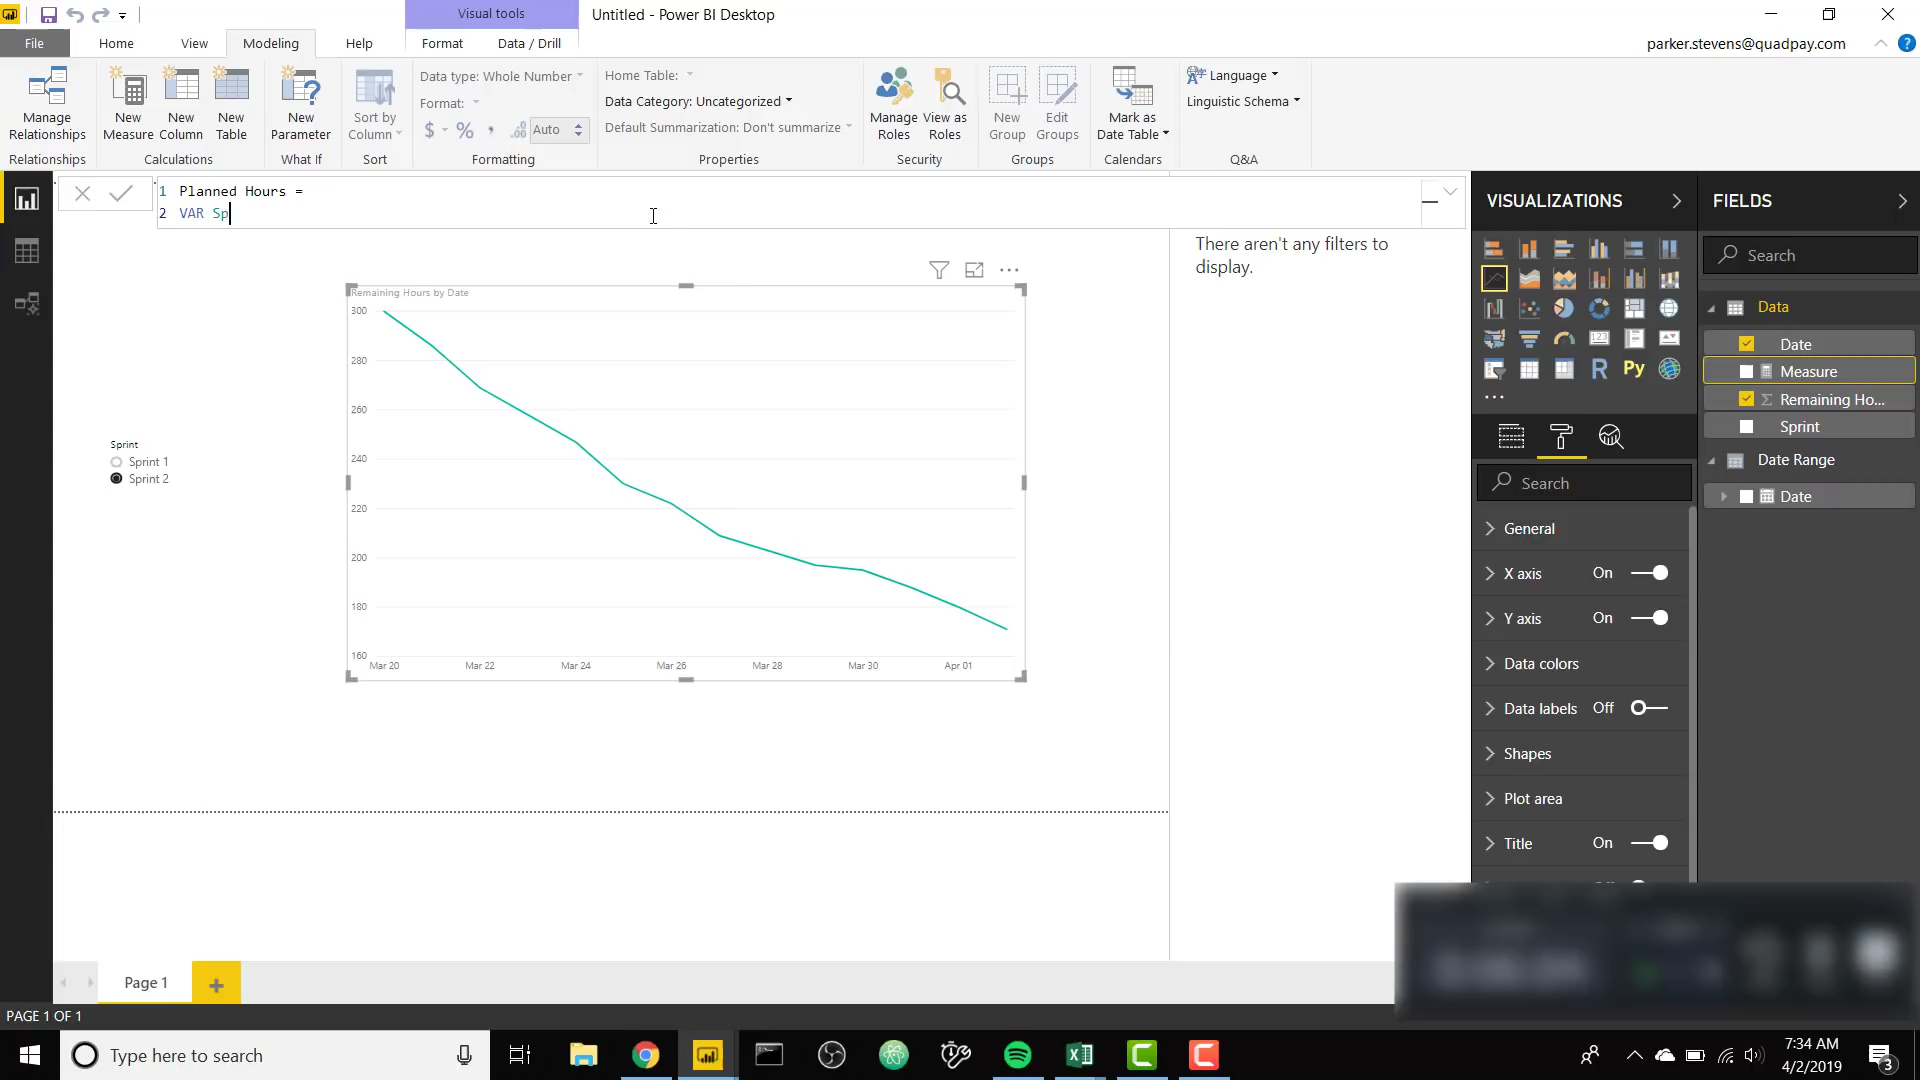 Visual tools
Untitled - Power BI Desktop
File
Home
View
Modeling
Help
Format
Data / Drill
parker.stevens@quadpay.com
?
Manage Relationships
New Measure
New Column
New Table
New Parameter
Sort by Column
Data type: Whole Number
Format:
$ % , .00 Auto
Home Table:
Data Category: Uncategorized
Default Summarization: Don't summarize
Manage Roles
View as Roles
New Group
Edit Groups
Mark as Date Table
Language
Linguistic Schema
Relationships
Calculations
What If
Sort
Formatting
Properties
Security
Groups
Calendars
Q&A
1 Planned Hours =
2 VAR Sp
There aren't any filters to
display.
Remaining Hours by Date
300
280
260
240
220
200
180
160
Mar 20
Mar 22
Mar 24
Mar 26
Mar 28
Mar 30
Apr 01
Sprint
Sprint 1
Sprint 2
VISUALIZATIONS
R
Py
Search
General
X axis On
Y axis On
Data colors
Data labels Off
Shapes
Plot area
Title On
FIELDS
Search
Data
Date
Measure
Remaining Ho...
Sprint
Date Range
Date
Page 1
PAGE 1 OF 1
Type here to search
7:34 AM
4/2/2019
3